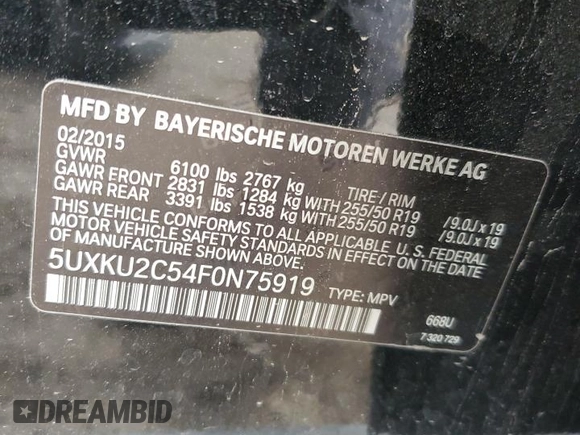 MFD BY BAYERISCHE MOTOREN WERKE AG
02/2015
GVWR 6100 lbs 2767 kg TIRE / RIM
GAWR FRONT 2831 lbs 1284 kg WITH 255/50 R19 /9.0J x 19
GAWR REAR 3391 lbs 1538 kg WITH 255/50 R19 /9.0J x 19
THIS VEHICLE CONFORMS TO ALL APPLICABLE U.S. FEDERAL
MOTOR VEHICLE SAFETY STANDARDS IN EFFECT ON THE DATE
OF MANUFACTURE SHOWN ABOVE.
5UXKU2C54F0N75919 TYPE: MPV
668U
7 320 729
DREAMBID